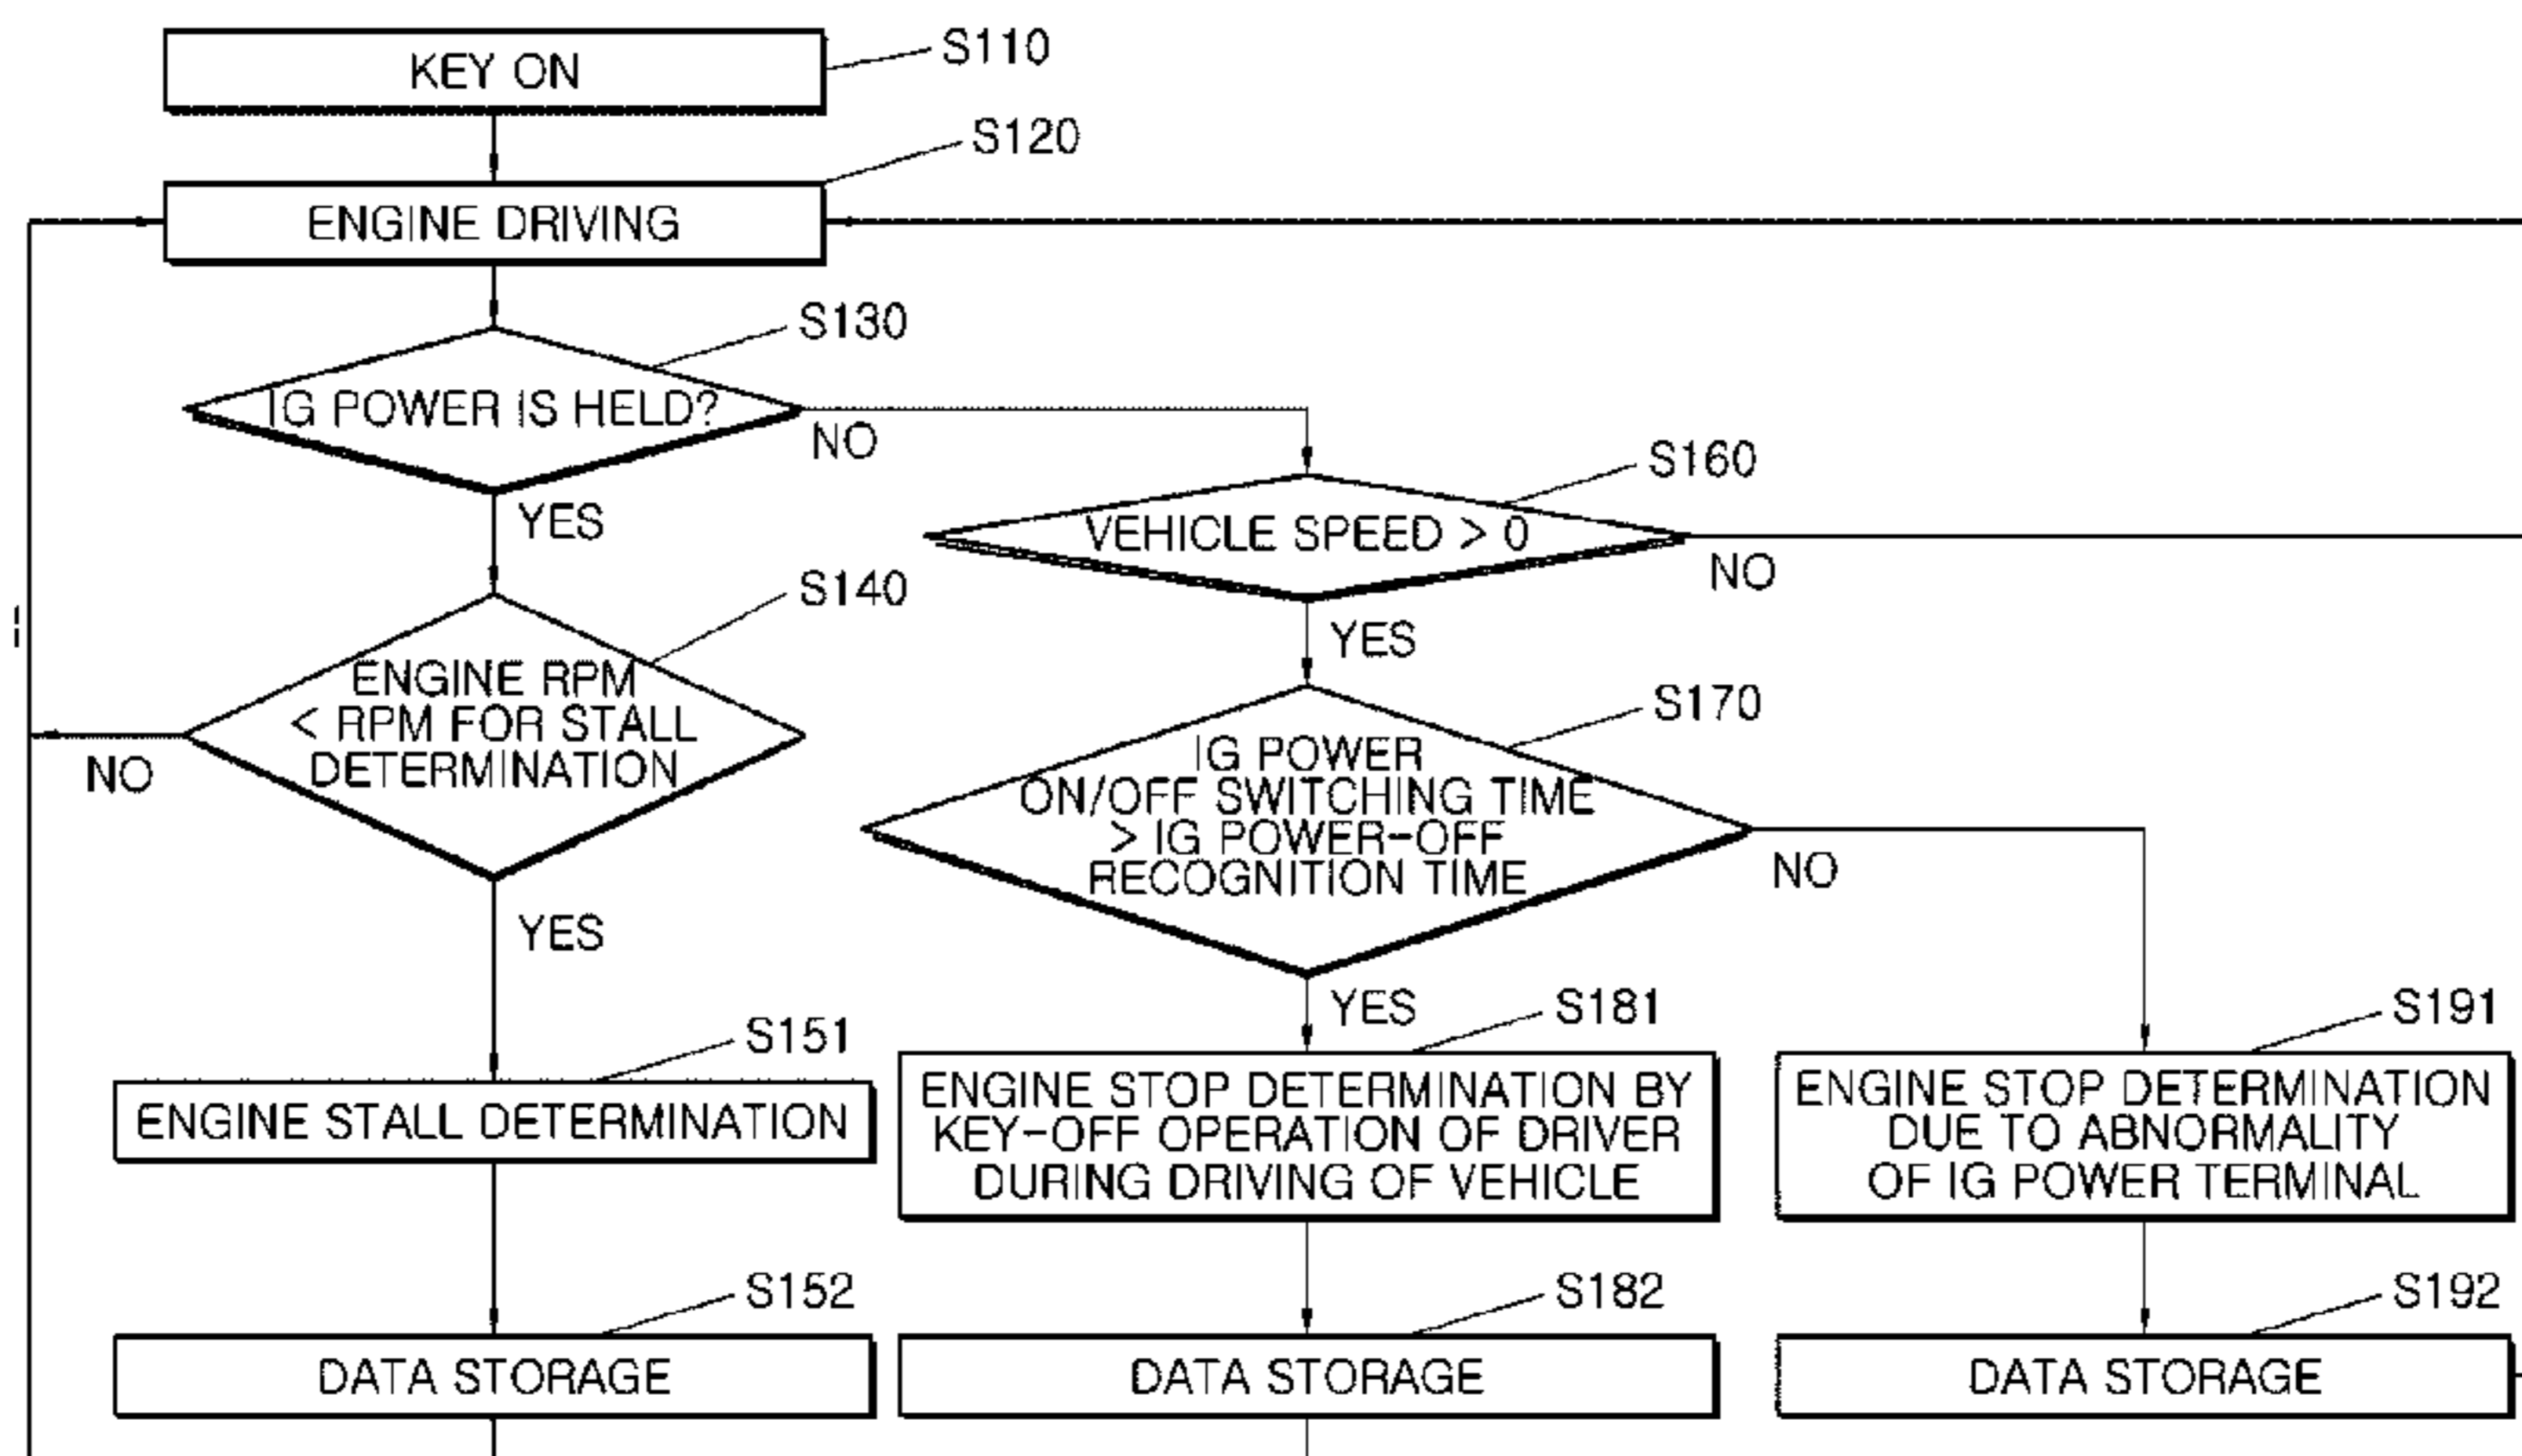 KEY ON
S110
S120
ENGINE DRIVING
S130
IG POWER IS HELD?
NO
YES
S160
VEHICLE SPEED > 0
NO
YES
S140
ENGINE RPM
< RPM FOR STALL
DETERMINATION
NO
YES
S170
IG POWER
ON/OFF SWITCHING TIME
> IG POWER-OFF
RECOGNITION TIME
NO
YES
S151
ENGINE STALL DETERMINATION
S181
ENGINE STOP DETERMINATION BY
KEY-OFF OPERATION OF DRIVER
DURING DRIVING OF VEHICLE
S191
ENGINE STOP DETERMINATION
DUE TO ABNORMALITY
OF IG POWER TERMINAL
S152
DATA STORAGE
S182
DATA STORAGE
S192
DATA STORAGE